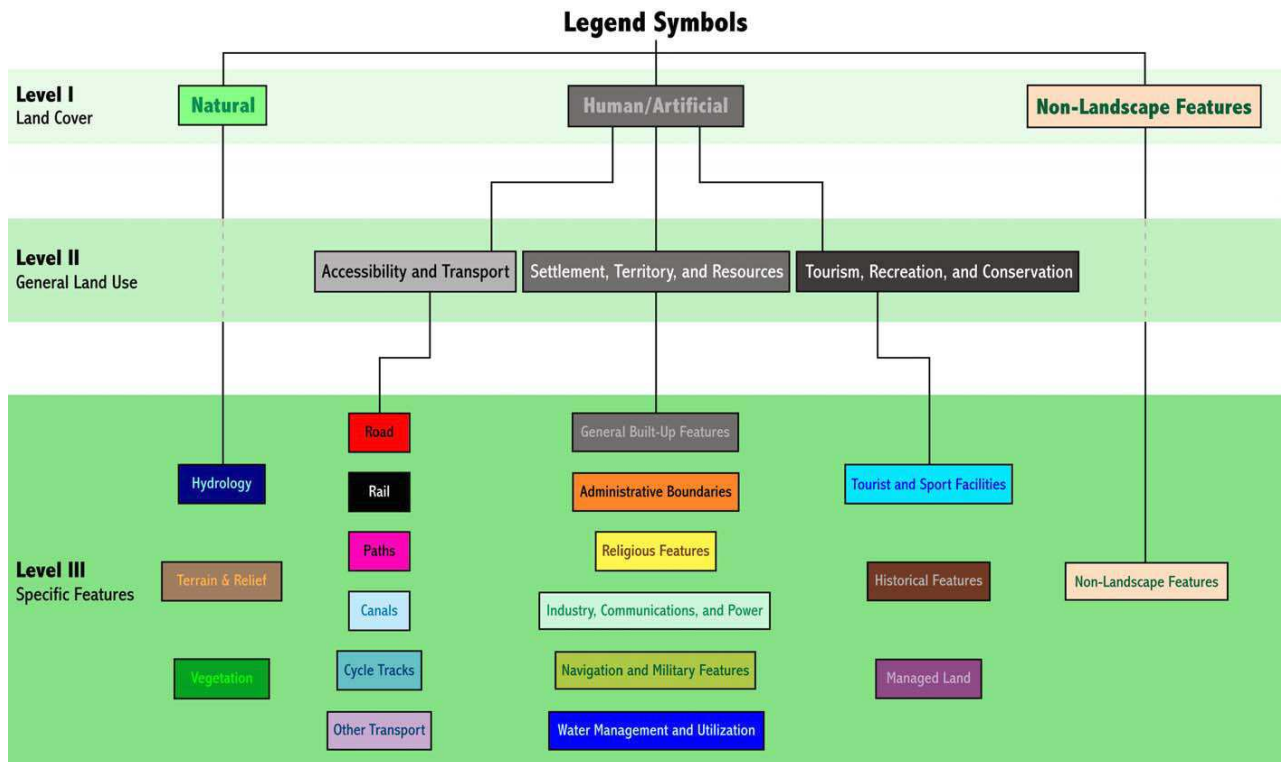 Legend Symbols
Level I
Land Cover
Natural
Human/Artificial
Non-Landscape Features
Level II
General Land Use
Accessibility and Transport
Settlement, Territory, and Resources
Tourism, Recreation, and Conservation
Level III
Specific Features
Hydrology
Terrain & Relief
Vegetation
Road
Rail
Paths
Canals
Cycle Tracks
Other Transport
General Built-Up Features
Administrative Boundaries
Religious Features
Industry, Communications, and Power
Navigation and Military Features
Water Management and Utilization
Tourist and Sport Facilities
Historical Features
Managed Land
Non-Landscape Features